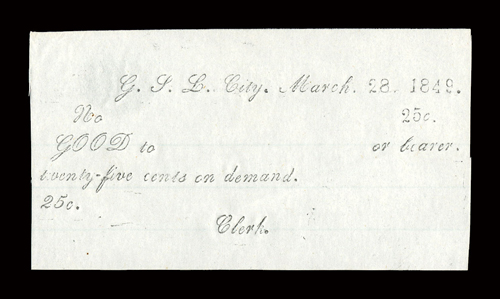 G. S. L. City. March. 28. 1849.
No 25c.
GOOD to or bearer.
twenty-five cents on demand.
25c.
Clerk.